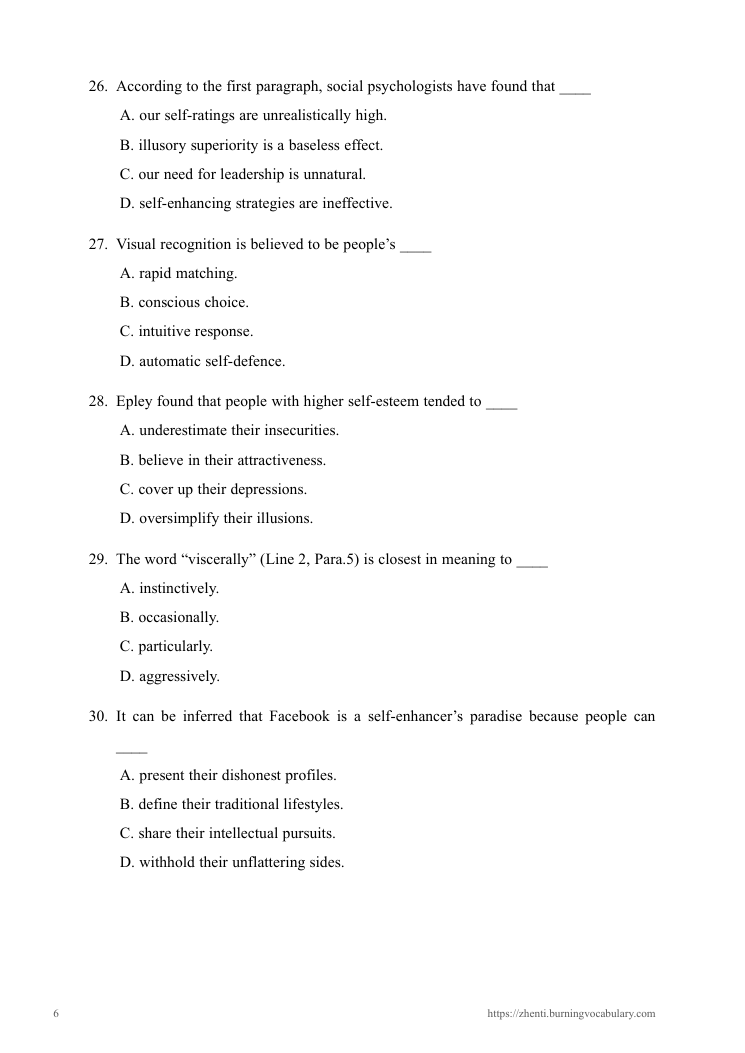 26. According to the first paragraph, social psychologists have found that ____
A. our self-ratings are unrealistically high.
B. illusory superiority is a baseless effect.
C. our need for leadership is unnatural.
D. self-enhancing strategies are ineffective.
27. Visual recognition is believed to be people’s ____
A. rapid matching.
B. conscious choice.
C. intuitive response.
D. automatic self-defence.
28. Epley found that people with higher self-esteem tended to ____
A. underestimate their insecurities.
B. believe in their attractiveness.
C. cover up their depressions.
D. oversimplify their illusions.
29. The word “viscerally” (Line 2, Para.5) is closest in meaning to ____
A. instinctively.
B. occasionally.
C. particularly.
D. aggressively.
30. It can be inferred that Facebook is a self-enhancer’s paradise because people can
____
A. present their dishonest profiles.
B. define their traditional lifestyles.
C. share their intellectual pursuits.
D. withhold their unflattering sides.
6 https://zhenti.burningvocabulary.com